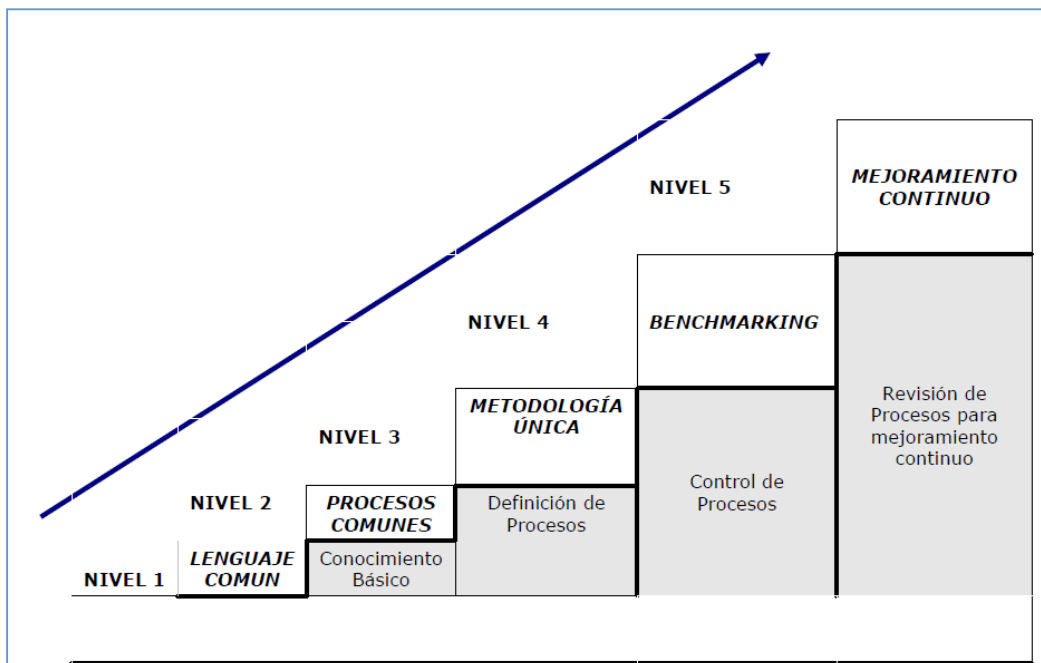 NIVEL 5
MEJORAMIENTO
CONTINUO
NIVEL 4
BENCHMARKING
Revisión de
Procesos para
mejoramiento
continuo
NIVEL 3
METODOLOGÍA
ÚNICA
Control de
Procesos
NIVEL 2
PROCESOS
COMUNES
Definición de
Procesos
NIVEL 1
LENGUAJE
COMUN
Conocimiento
Básico